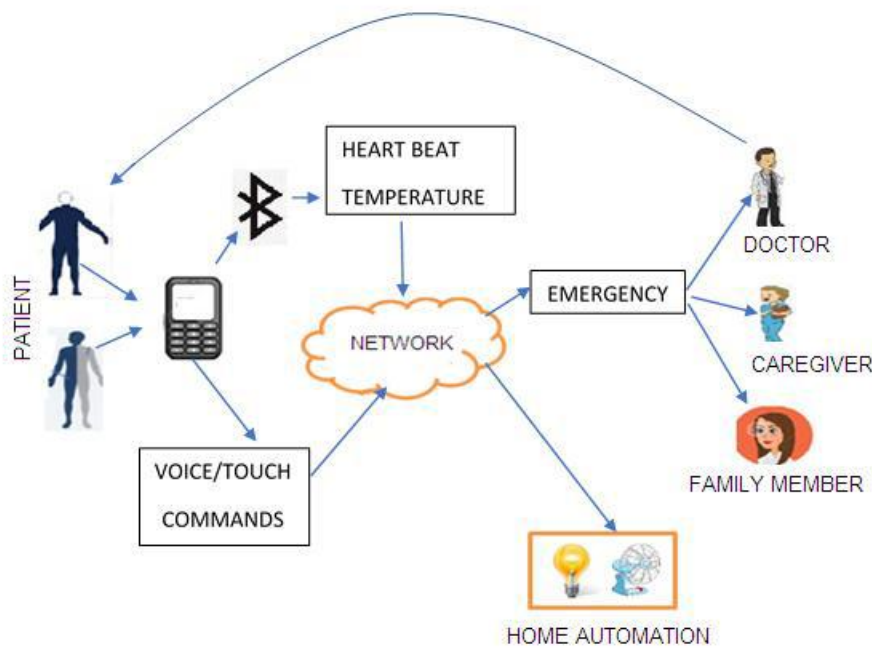 HEART BEAT
TEMPERATURE
DOCTOR
PATIENT
EMERGENCY
NETWORK
CAREGIVER
VOICE/TOUCH
COMMANDS
FAMILY MEMBER
HOME AUTOMATION